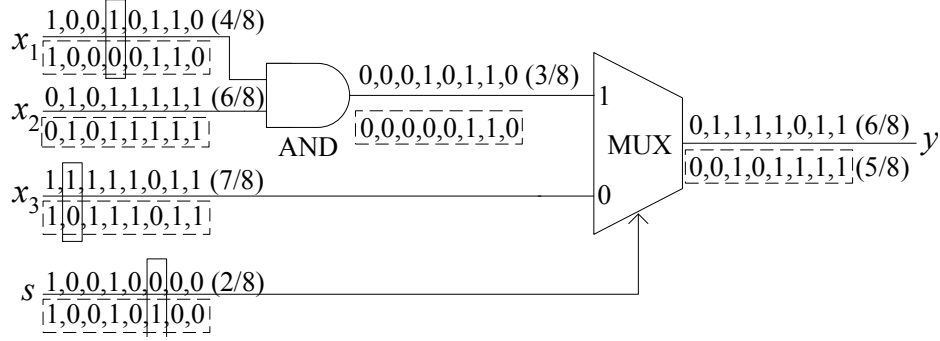 1,0,0,1,0,1,1,0 (4/8)
x1
1,0,0,0,0,1,1,0
0,1,0,1,1,1,1,1 (6/8)
x2
0,1,0,1,1,1,1,1
AND
0,0,0,1,0,1,1,0 (3/8)
0,0,0,0,0,1,1,0
1
MUX
0
0,1,1,1,1,0,1,1 (6/8)
y
0,0,1,0,1,1,1,1 (5/8)
1,1,1,1,1,0,1,1 (7/8)
x3
1,0,1,1,1,0,1,1
1,0,0,1,0,0,0,0 (2/8)
s
1,0,0,1,0,1,0,0